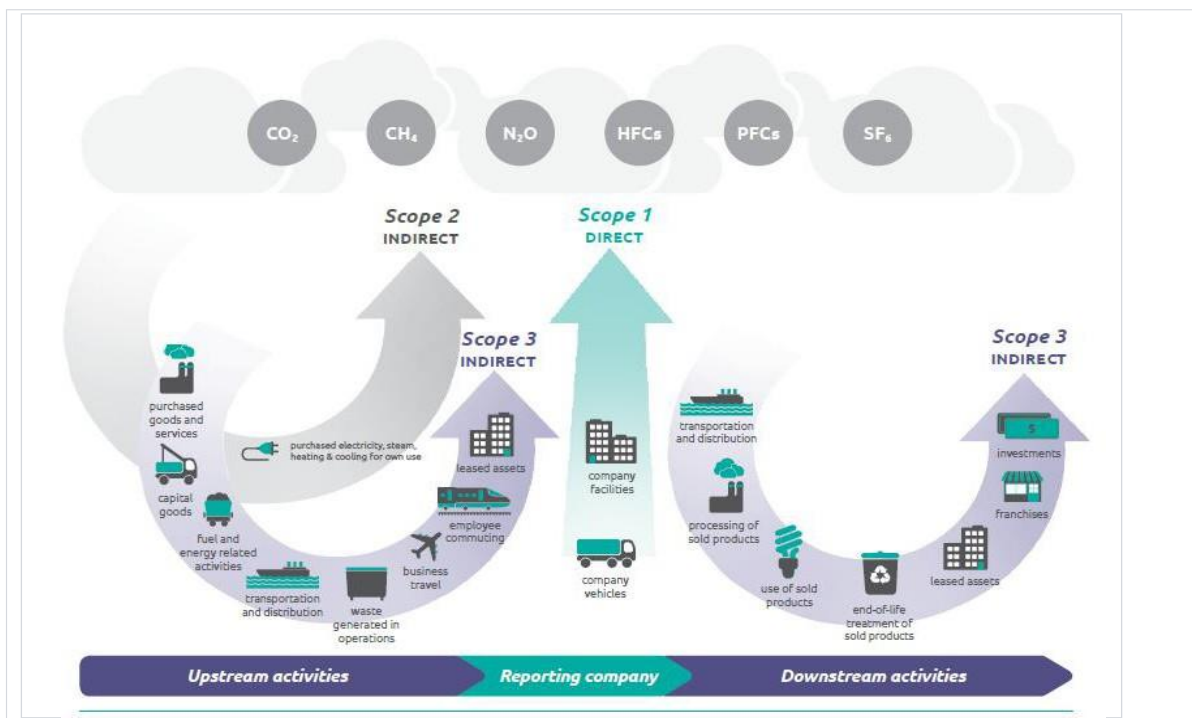 CO₂
CH₄
N₂O
HFCs
PFCs
SF₆
Scope 2
INDIRECT
Scope 1
DIRECT
Scope 3
INDIRECT
Scope 3
INDIRECT
purchased
goods and
services
capital
goods
fuel and
energy related
activities
transportation
and distribution
waste
generated in
operations
business
travel
employee
commuting
leased assets
purchased electricity, steam,
heating & cooling for own use
company
facilities
company
vehicles
transportation
and distribution
processing of
sold products
use of sold
products
end-of-life
treatment of
sold products
leased assets
franchises
$
investments
Upstream activities
Reporting company
Downstream activities